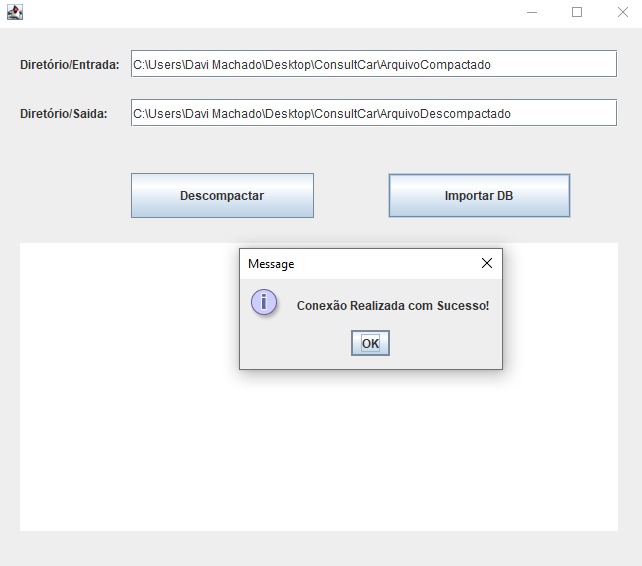 Diretório/Entrada: C:\Users\Davi Machado\Desktop\ConsultCar\ArquivoCompactado
Diretório/Saida: C:\Users\Davi Machado\Desktop\ConsultCar\ArquivoDescompactado
Descompactar Importar DB
Message
Conexão Realizada com Sucesso!
OK